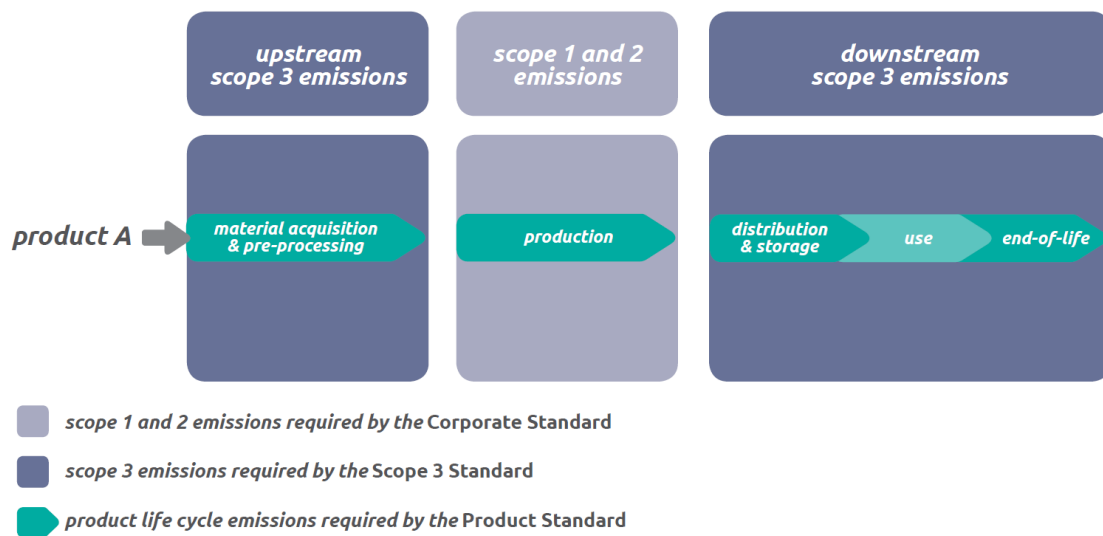 upstream
scope 3 emissions
scope 1 and 2
emissions
downstream
scope 3 emissions
product A
material acquisition
& pre-processing
production
distribution
& storage
use
end-of-life
scope 1 and 2 emissions required by the Corporate Standard
scope 3 emissions required by the Scope 3 Standard
product life cycle emissions required by the Product Standard